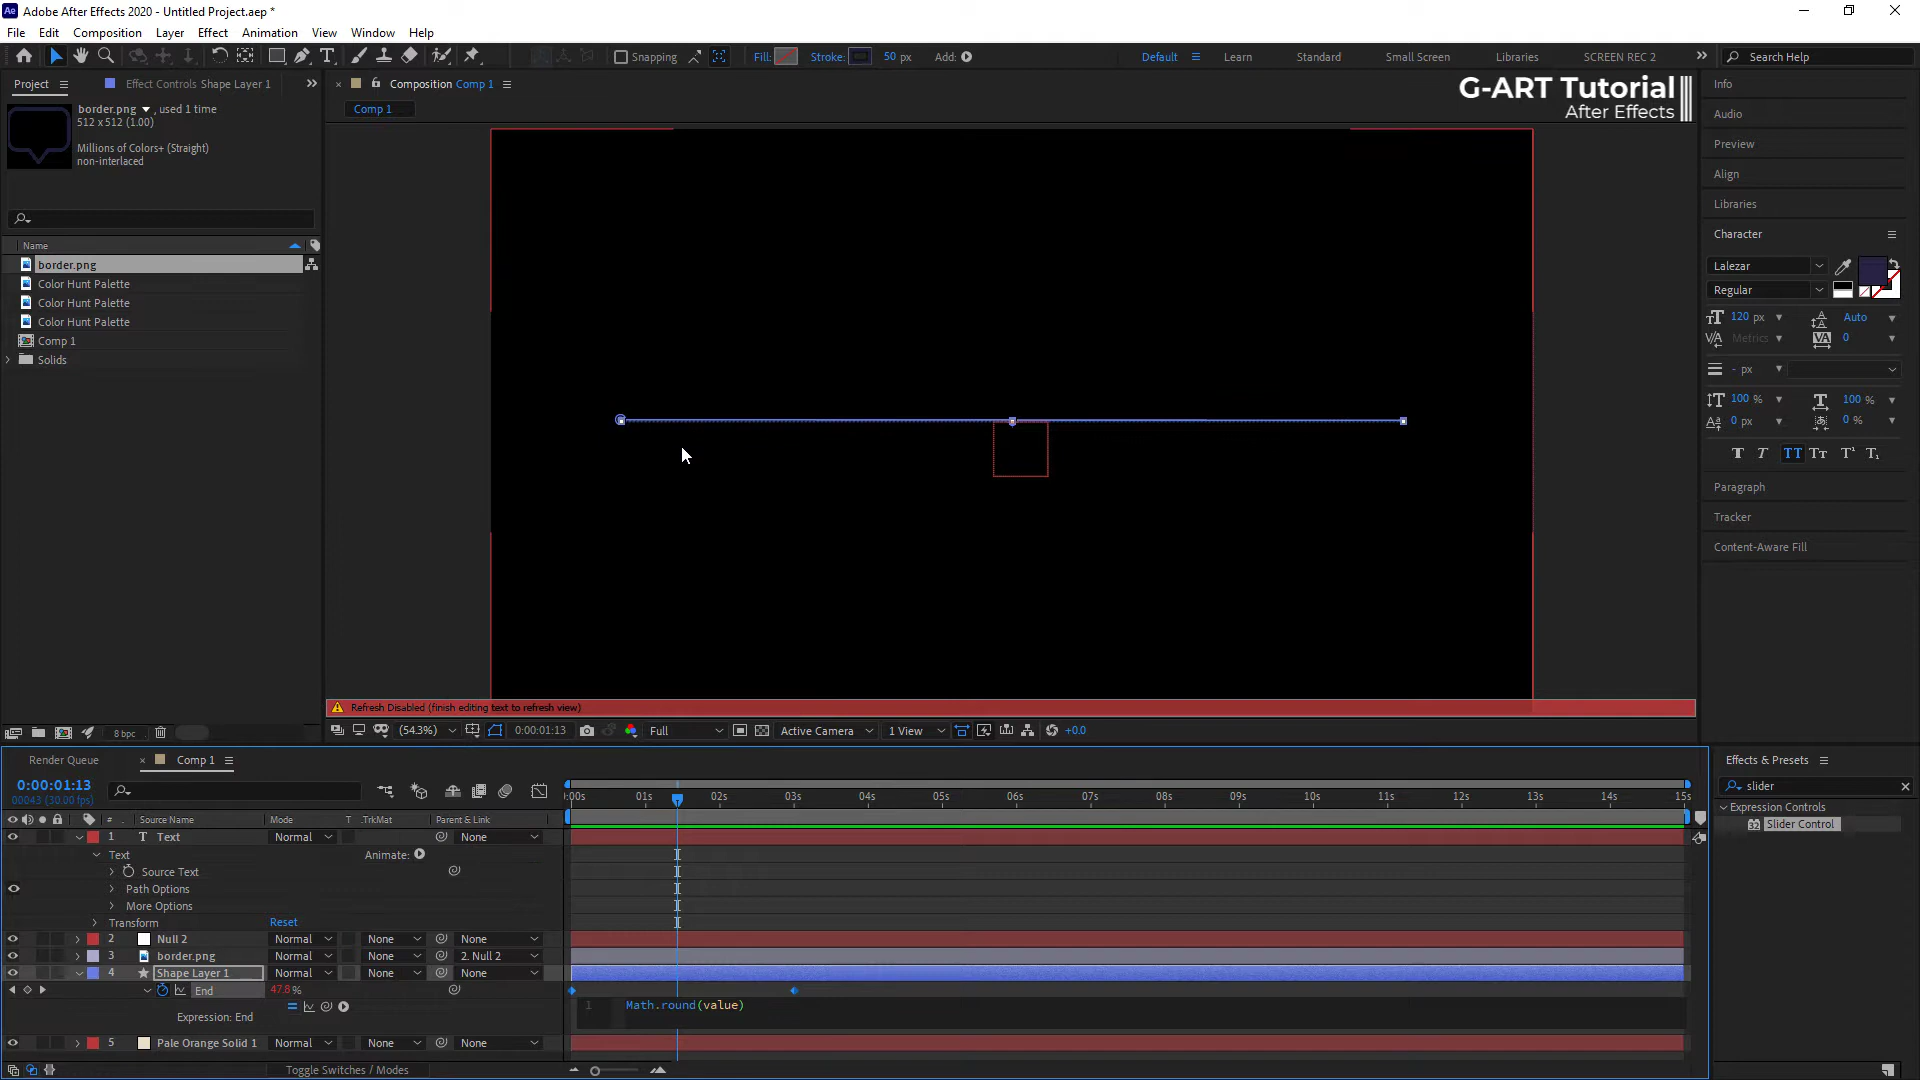 Adobe After Effects 2020 - Untitled Project.aep *
File Edit Composition Layer Effect Animation View Window Help
Snapping Fill: Stroke: 50 px Add: Default Learn Standard Small Screen Libraries SCREEN REC 2 Search Help
Project Effect Controls Shape Layer 1
Composition Comp 1
Comp 1
G-ART Tutorial
After Effects
border.png , used 1 time
512 x 512 (1.00)
Millions of Colors+ (Straight)
non-interlaced
Name
border.png
Color Hunt Palette
Color Hunt Palette
Color Hunt Palette
Comp 1
Solids
8 bpc
Refresh Disabled (finish editing text to refresh view)
(54.3%) 0:00:01:13 Full Active Camera 1 View +0.0
Info
Audio
Preview
Align
Libraries
Character
Lalezar
Regular
120 px Auto
Metrics 0
- px
100 % 100 %
0 px 0 %
T T TT Tт T¹ T₁
Paragraph
Tracker
Content-Aware Fill
Render Queue Comp 1
0:00:01:13
00043 (30.00 fps)
:00s 01s 02s 03s 04s 05s 06s 07s 08s 09s 10s 11s 12s 13s 14s 15s
# Source Name Mode T .TrkMat Parent & Link
1 T Text Normal None
Text Animate:
Source Text
Path Options
More Options
Transform Reset
2 Null 2 Normal None None
3 border.png Normal None 2. Null 2
4 Shape Layer 1 Normal None None
End 47.8 %
1 Math.round(value)
Expression: End
5 Pale Orange Solid 1 Normal None None
Toggle Switches / Modes
Effects & Presets
slider
Expression Controls
32 Slider Control